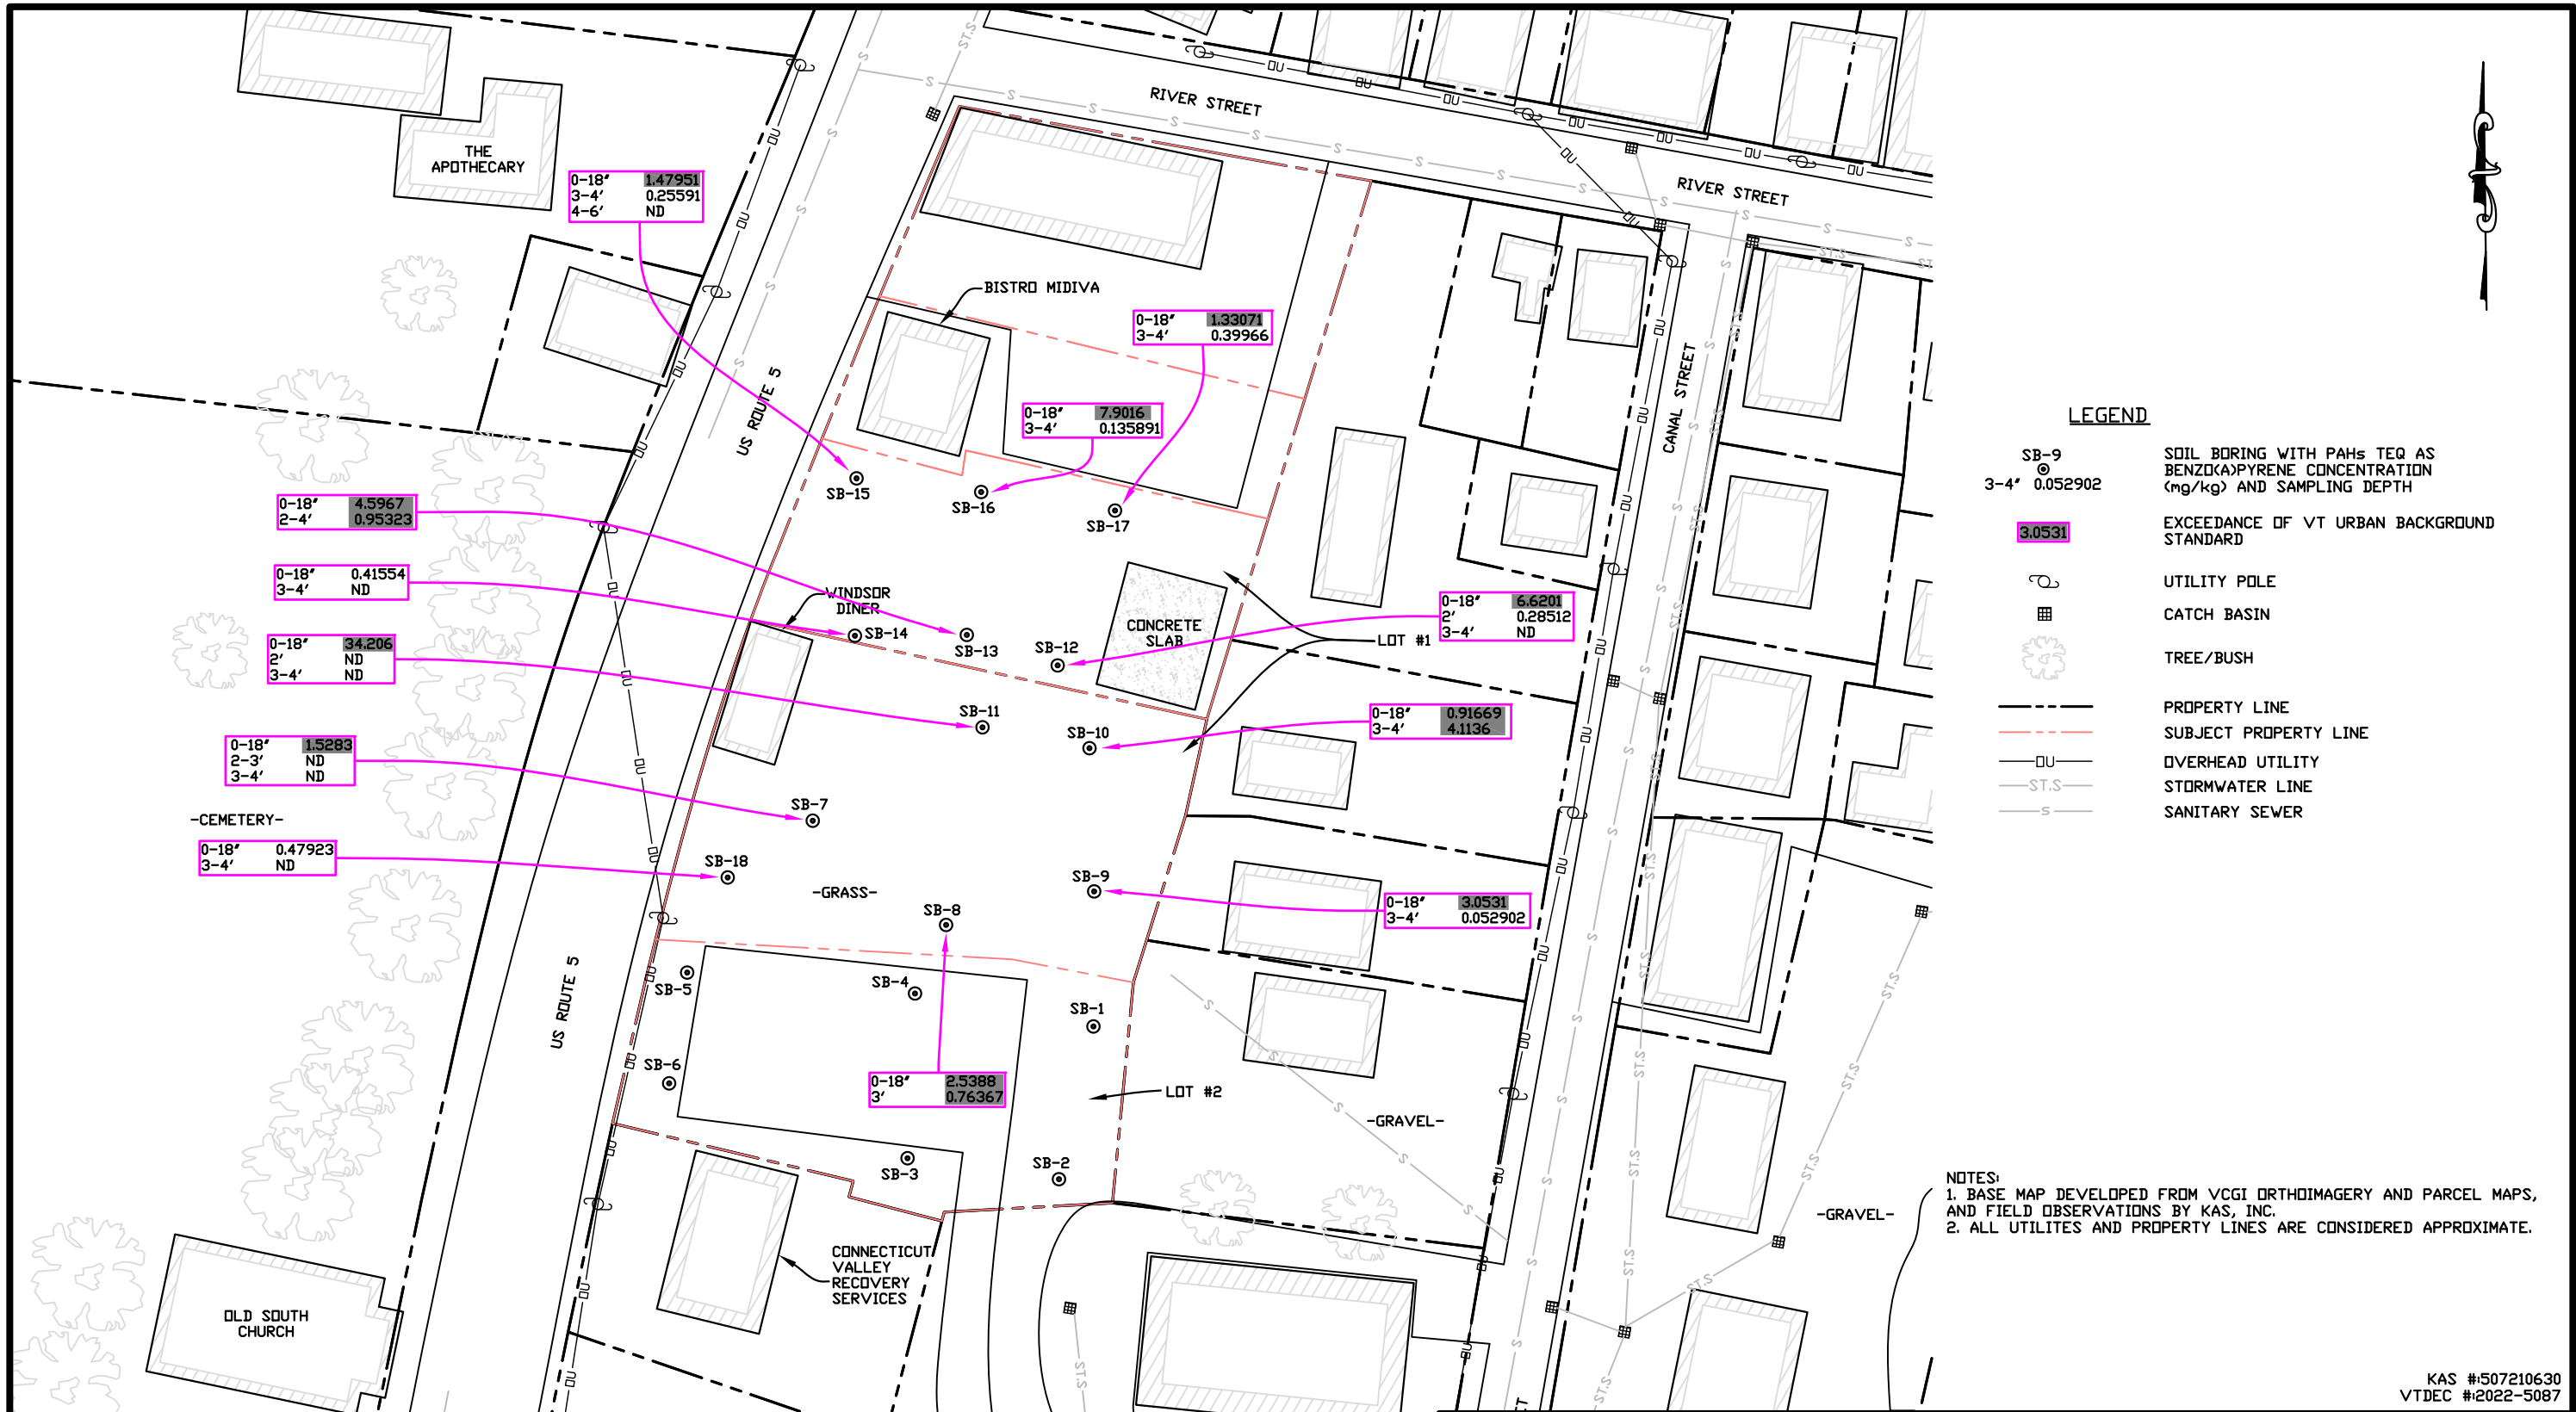 RIVER STREET
RIVER STREET
THE
APOTHECARY
0-18" 1.47951
3-4' 0.25591
4-6' ND
BISTRO MIDIVA
0-18" 1.33071
3-4' 0.39966
0-18" 7.9016
3-4' 0.135891
US ROUTE 5
CANAL STREET
SB-15
SB-16
SB-17
0-18" 4.5967
2-4' 0.95323
0-18" 0.41554
3-4' ND
WINDSOR
DINER
SB-14
SB-13
SB-12
CONCRETE
SLAB
LOT #1
0-18" 6.6201
2' 0.28512
3-4' ND
0-18" 34.206
2' ND
3-4' ND
SB-11
SB-10
0-18" 0.91669
3-4' 4.1136
0-18" 1.5283
2-3' ND
3-4' ND
SB-7
-CEMETERY-
0-18" 0.47923
3-4' ND
SB-18
-GRASS-
SB-9
0-18" 3.0531
3-4' 0.052902
SB-8
US ROUTE 5
SB-5
SB-4
SB-1
SB-6
0-18" 2.5388
3' 0.76367
LOT #2
-GRAVEL-
SB-3
SB-2
-GRAVEL-
CONNECTICUT
VALLEY
RECOVERY
SERVICES
OLD SOUTH
CHURCH
LEGEND
SB-9
3-4" 0.052902
SOIL BORING WITH PAHs TEQ AS
BENZO(A)PYRENE CONCENTRATION
(mg/kg) AND SAMPLING DEPTH
3.0531
EXCEEDANCE OF VT URBAN BACKGROUND
STANDARD
UTILITY POLE
CATCH BASIN
TREE/BUSH
PROPERTY LINE
SUBJECT PROPERTY LINE
OU OVERHEAD UTILITY
ST.S STORMWATER LINE
S SANITARY SEWER
NOTES:
1. BASE MAP DEVELOPED FROM VCGI ORTHOIMAGERY AND PARCEL MAPS,
AND FIELD OBSERVATIONS BY KAS, INC.
2. ALL UTILITES AND PROPERTY LINES ARE CONSIDERED APPROXIMATE.
KAS #:507210630
VTDEC #:2022-5087